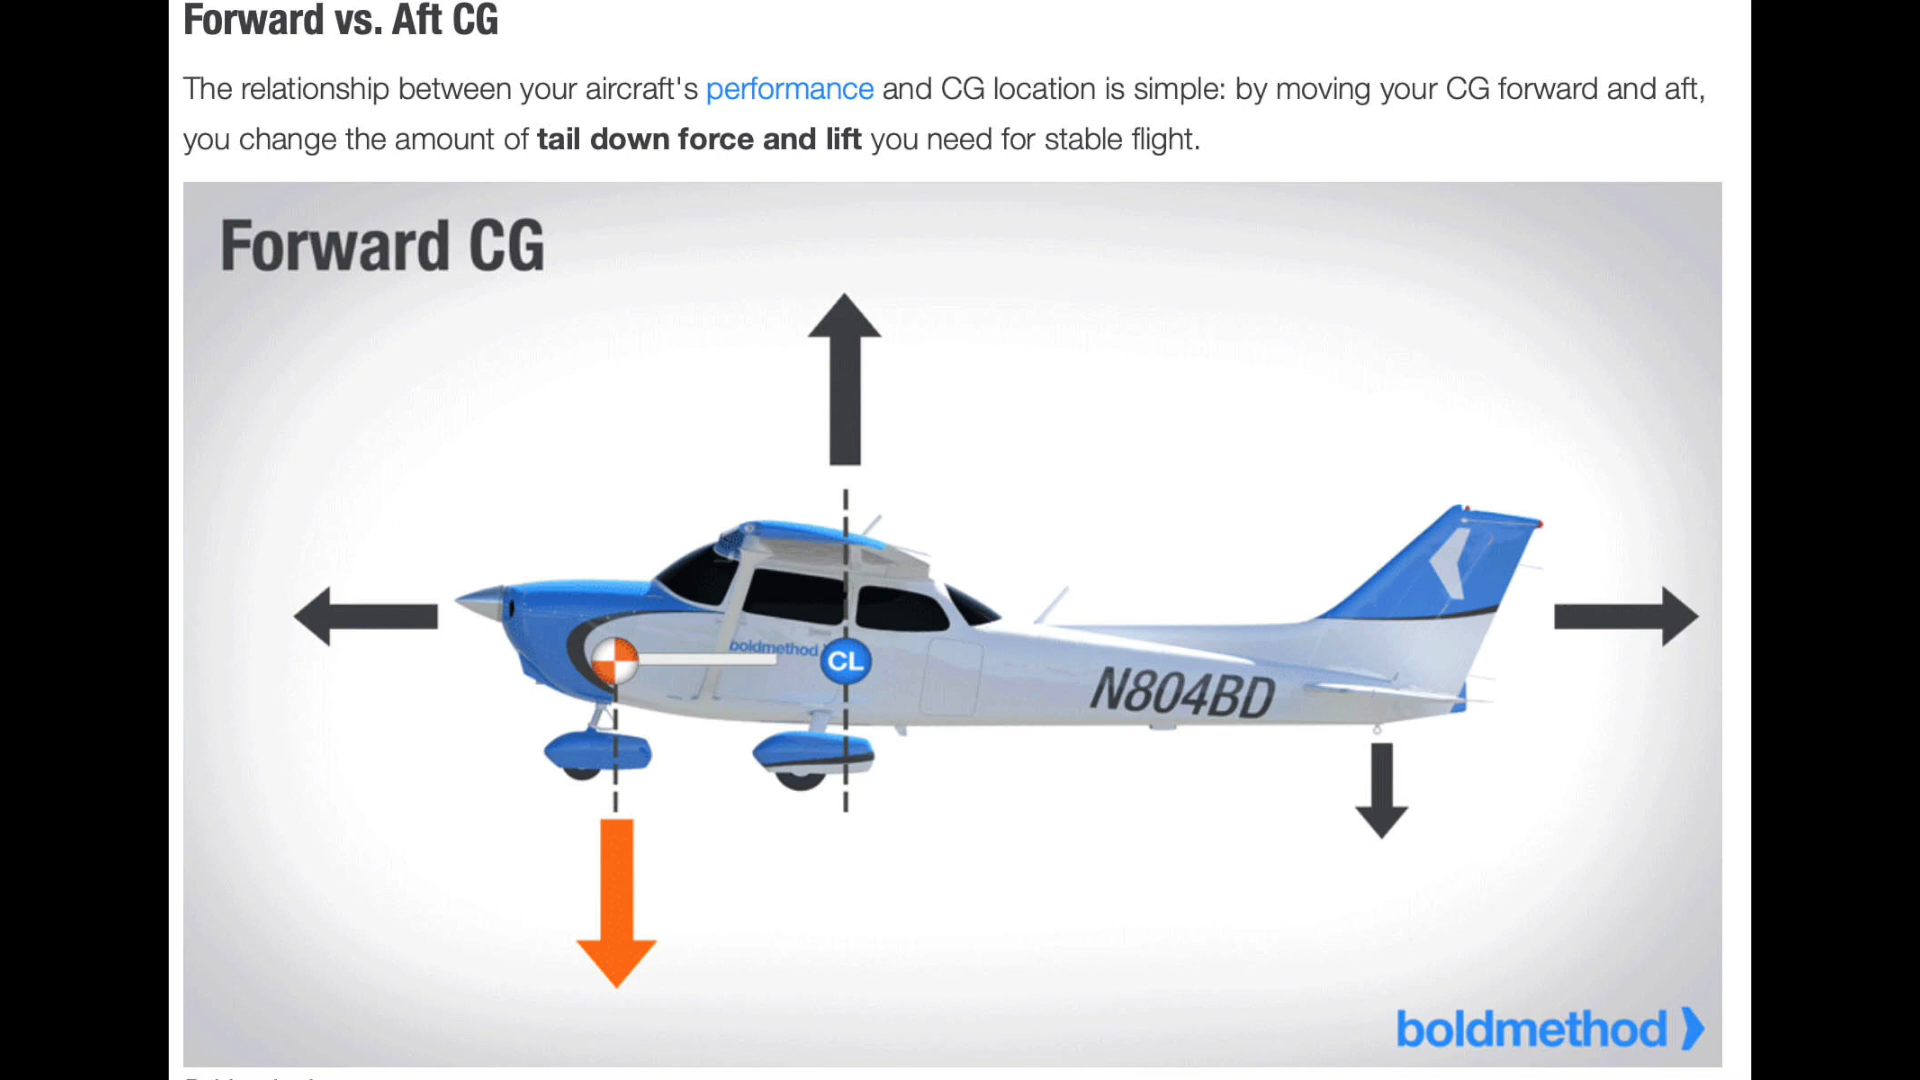 Forward vs. Aft CG
The relationship between your aircraft's performance and CG location is simple: by moving your CG forward and aft,
you change the amount of tail down force and lift you need for stable flight.
Forward CG
boldmethod
CL
N804BD
boldmethod